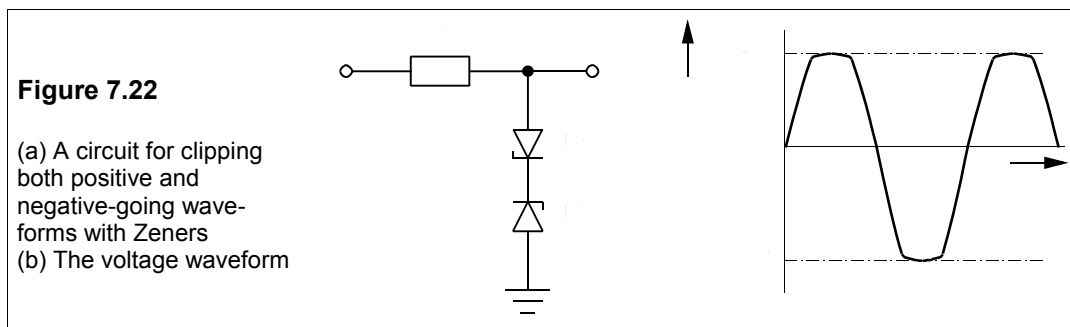 Figure 7.22
(a) A circuit for clipping
both positive and
negative-going wave-
forms with Zeners
(b) The voltage waveform